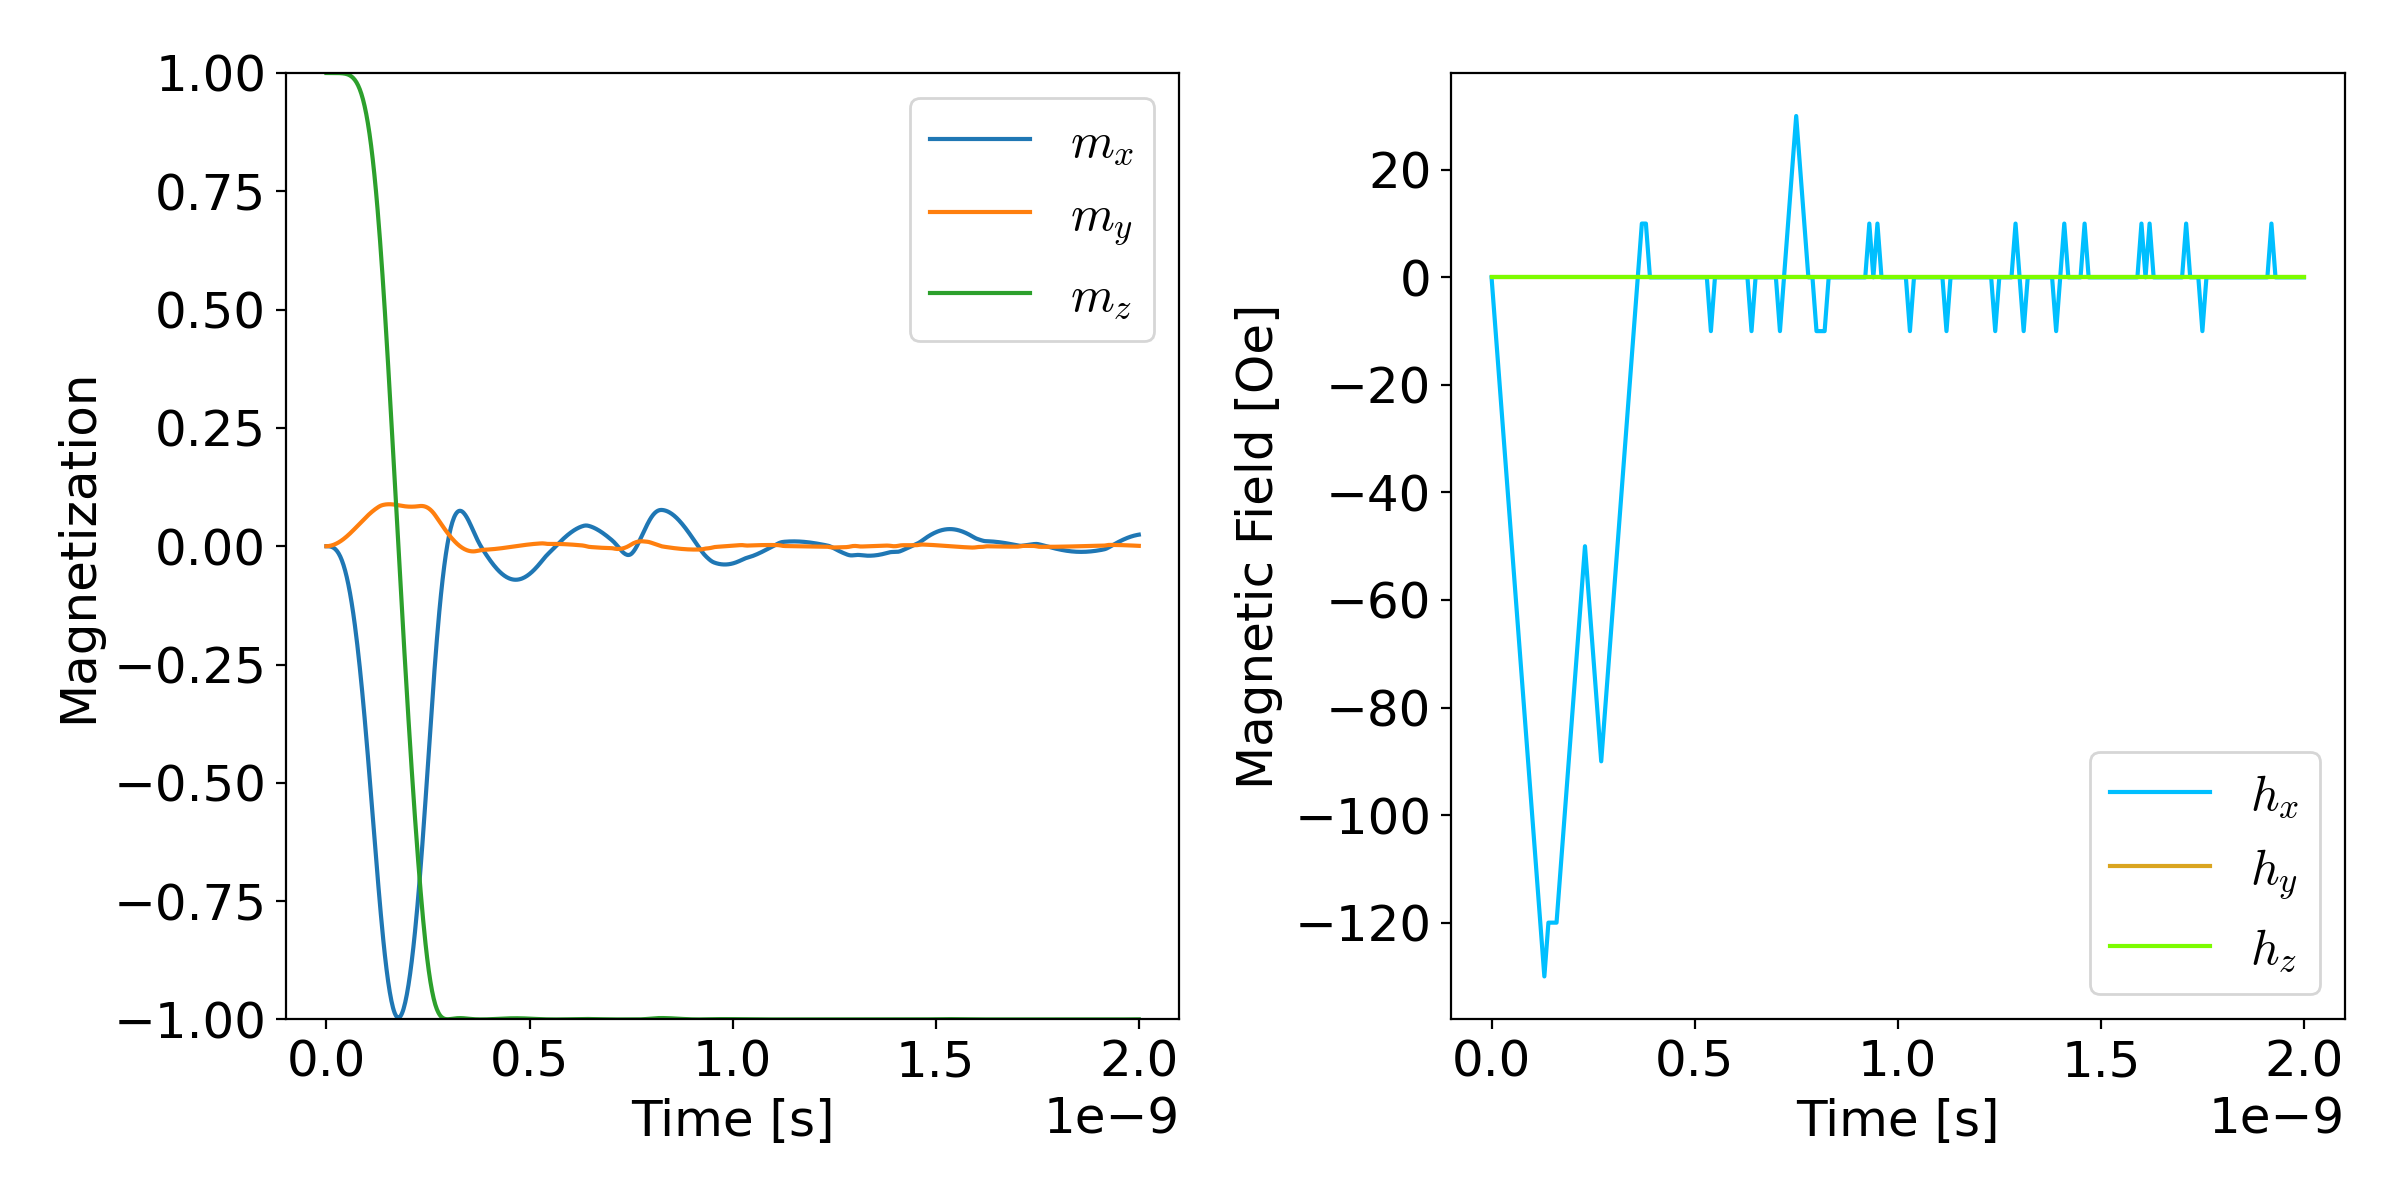 1.00
0.75
0.50
0.25
0.00
−0.25
−0.50
−0.75
−1.00
Magnetization
m_x
m_y
m_z
0.0 0.5 1.0 1.5 2.0
Time [s]
1e−9
20
0
−20
−40
−60
−80
−100
−120
Magnetic Field [Oe]
h_x
h_y
h_z
0.0 0.5 1.0 1.5 2.0
Time [s]
1e−9